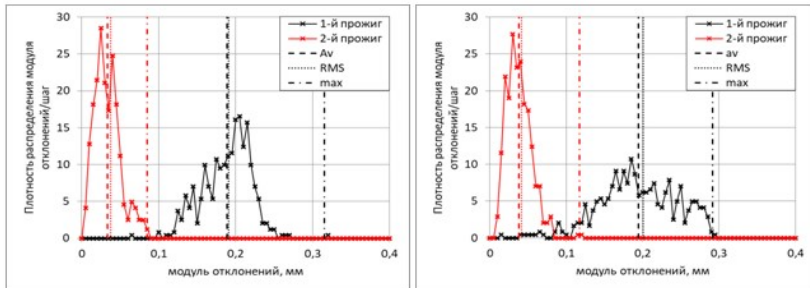 Плотность распределения модуля
отклонений/шаг
30
25
20
15
10
5
0
0
0,1
0,2
0,3
0,4
модуль отклонений, мм
1-й прожиг
2-й прожиг
Av
RMS
max
Плотность распределения модуля
отклонений/шаг
30
25
20
15
10
5
0
0
0,1
0,2
0,3
0,4
модуль отклонений, мм
1-й прожиг
2-й прожиг
av
RMS
max